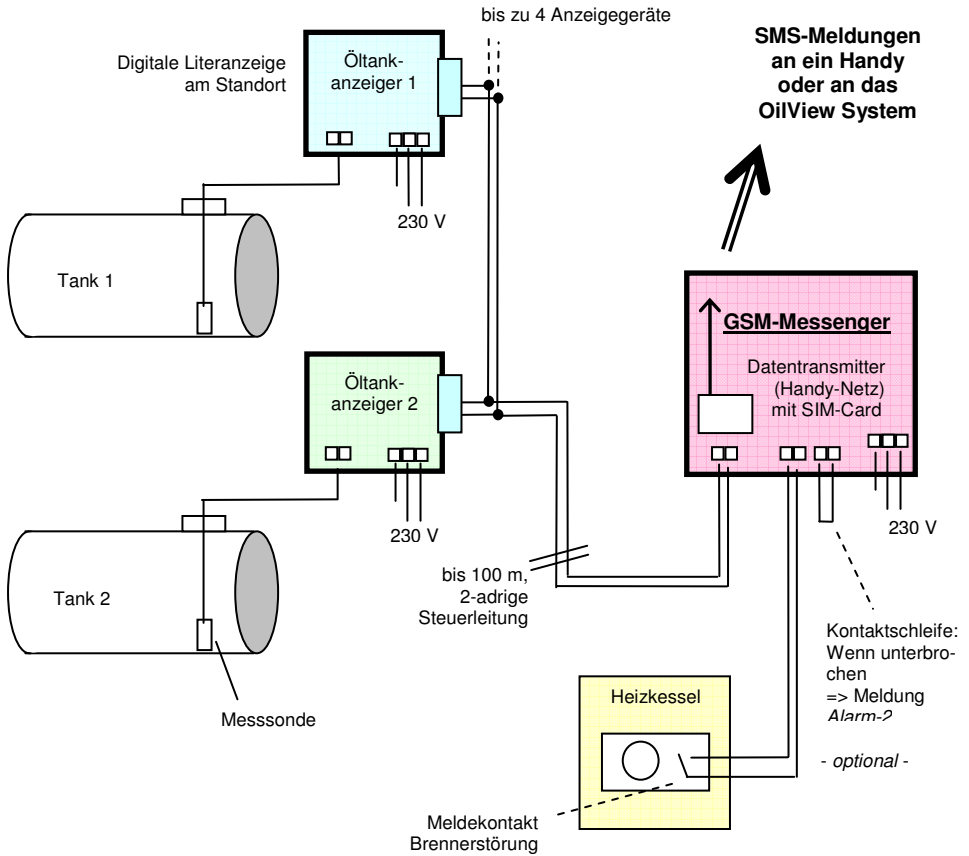 bis zu 4 Anzeigegeräte
SMS-Meldungen
an ein Handy
oder an das
OilView System
Digitale Literanzeige
am Standort
Öltank-
anzeiger 1
230 V
Tank 1
GSM-Messenger
Datentransmitter
(Handy-Netz)
mit SIM-Card
230 V
Öltank-
anzeiger 2
230 V
Tank 2
Messsonde
bis 100 m,
2-adrige
Steuerleitung
Kontaktschleife:
Wenn unterbro-
chen
=> Meldung
Alarm-2
- optional -
Heizkessel
Meldekontakt
Brennerstörung